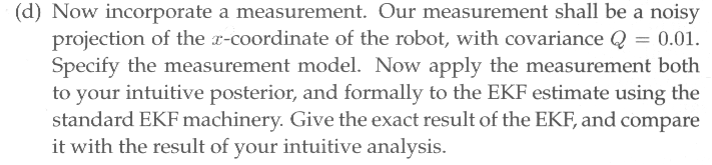 (d) Now incorporate a measurement. Our measurement shall be a noisy
projection of the x-coordinate of the robot, with covariance Q = 0.01.
Specify the measurement model. Now apply the measurement both
to your intuitive posterior, and formally to the EKF estimate using the
standard EKF machinery. Give the exact result of the EKF, and compare
it with the result of your intuitive analysis.